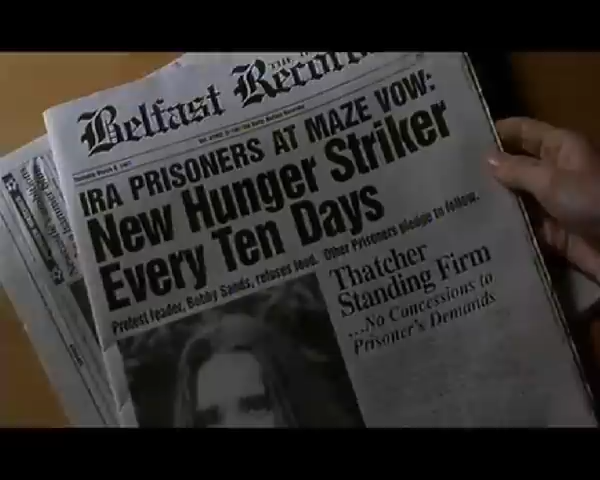 THE
Belfast Record
IRA PRISONERS AT MAZE VOW:
New Hunger Striker
Every Ten Days
Protest leader, Bobby Sands, refuses food. Other Prisoners pledge to follow.
Thatcher
Standing Firm
...No Concessions to
Prisoner's Demands